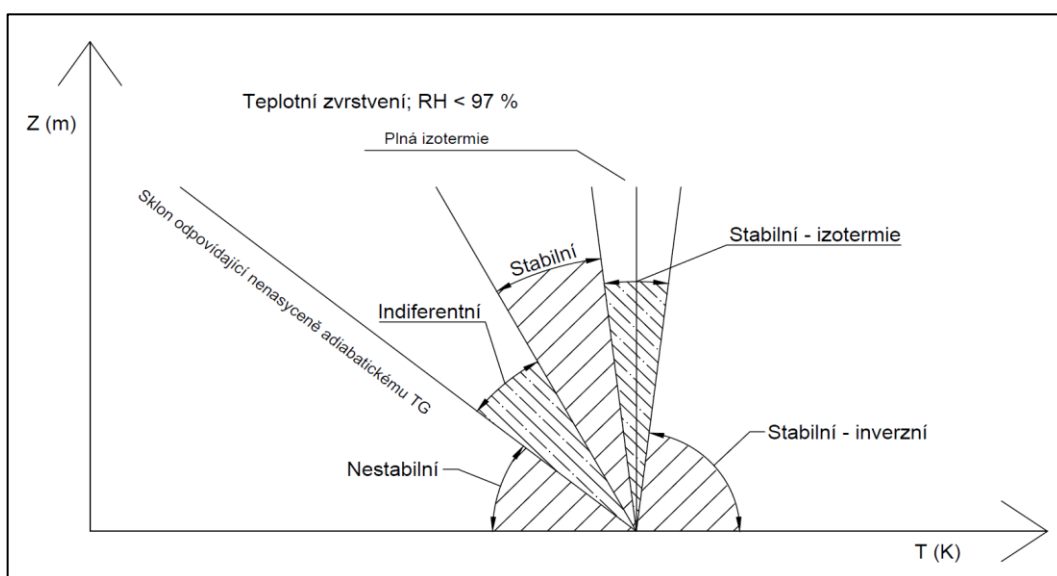 Z (m)
Teplotní zvrstvení; RH < 97 %
Plná izotermie
Sklon odpovídající nenasyceně adiabatickému TG
Stabilní
Stabilní - izotermie
Indiferentní
Nestabilní
Stabilní - inverzní
T (K)